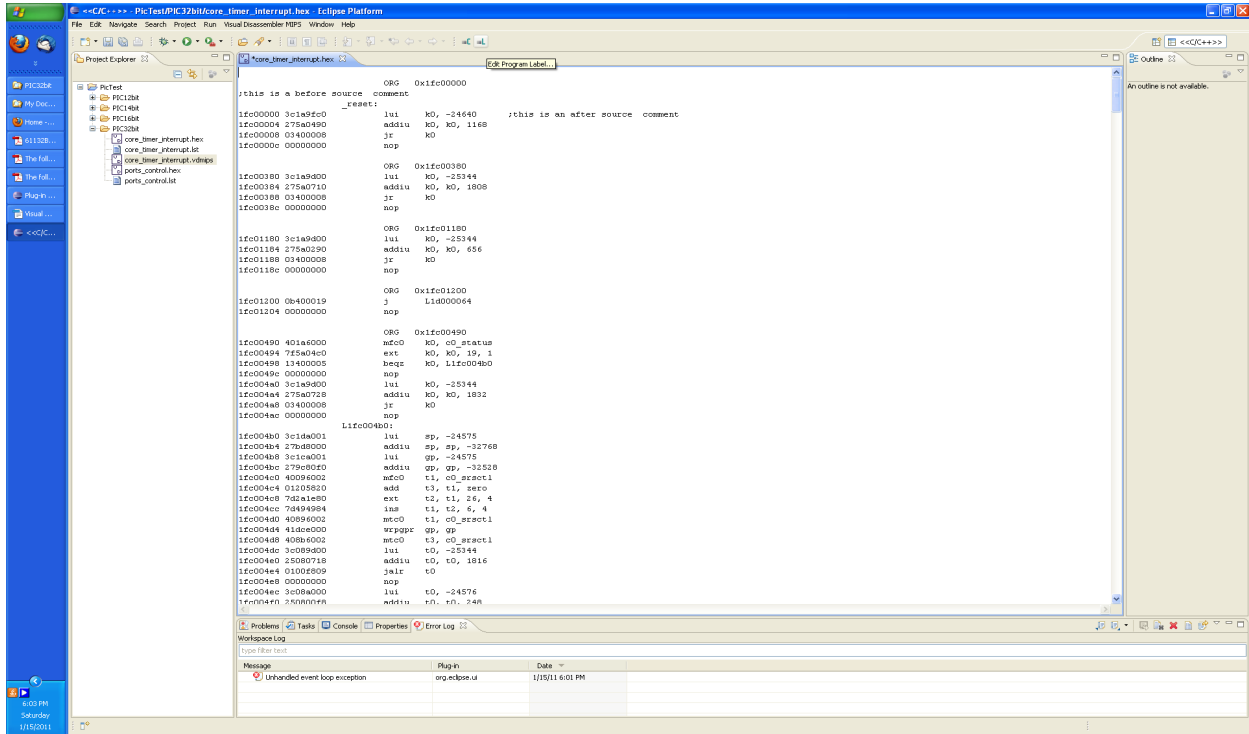 <<C/C++>> - PicTest/PIC32bit/core_timer_interrupt.hex - Eclipse Platform
File Edit Navigate Search Project Run Visual Disassembler MIPS Window Help
<<C/C++>>
Project Explorer
*core_timer_interrupt.hex
Edit Program Label...
Outline
An outline is not available.
PIC32bit
My Doc...
Home -...
611328...
The foll...
The foll...
Plug-in ...
Visual ...
<<C/C...
PicTest
PIC12bit
PIC14bit
PIC16bit
PIC32bit
core_timer_interrupt.hex
core_timer_interrupt.lst
core_timer_interrupt.vdmips
ports_control.hex
ports_control.lst
ORG 0x1fc00000
;this is a before source comment
_reset:
1fc00000 3c1a9fc0 lui k0, -24640 ;this is an after source comment
1fc00004 275a0490 addiu k0, k0, 1168
1fc00008 03400008 jr k0
1fc0000c 00000000 nop
ORG 0x1fc00380
1fc00380 3c1a9d00 lui k0, -25344
1fc00384 275a0710 addiu k0, k0, 1808
1fc00388 03400008 jr k0
1fc0038c 00000000 nop
ORG 0x1fc01180
1fc01180 3c1a9d00 lui k0, -25344
1fc01184 275a0290 addiu k0, k0, 656
1fc01188 03400008 jr k0
1fc0118c 00000000 nop
ORG 0x1fc01200
1fc01200 0b400019 j L1d000064
1fc01204 00000000 nop
ORG 0x1fc00490
1fc00490 401a6000 mfc0 k0, c0_status
1fc00494 7f5a04c0 ext k0, k0, 19, 1
1fc00498 13400005 beqz k0, L1fc004b0
1fc0049c 00000000 nop
1fc004a0 3c1a9d00 lui k0, -25344
1fc004a4 275a0728 addiu k0, k0, 1832
1fc004a8 03400008 jr k0
1fc004ac 00000000 nop
L1fc004b0:
1fc004b0 3c1da001 lui sp, -24575
1fc004b4 27bd8000 addiu sp, sp, -32768
1fc004b8 3c1ca001 lui gp, -24575
1fc004bc 279c80f0 addiu gp, gp, -32528
1fc004c0 40096002 mfc0 t1, c0_srsctl
1fc004c4 01205820 add t3, t1, zero
1fc004c8 7d2a1e80 ext t2, t1, 26, 4
1fc004cc 7d494984 ins t1, t2, 6, 4
1fc004d0 40896002 mtc0 t1, c0_srsctl
1fc004d4 41dce000 wrpgpr gp, gp
1fc004d8 408b6002 mtc0 t3, c0_srsctl
1fc004dc 3c089d00 lui t0, -25344
1fc004e0 25080718 addiu t0, t0, 1816
1fc004e4 0100f809 jalr t0
1fc004e8 00000000 nop
1fc004ec 3c08a000 lui t0, -24576
1fc004f0 250800f8 addiu t0, t0, 248
Problems Tasks Console Properties Error Log
Workspace Log
type filter text
Message Plug-in Date
Unhandled event loop exception org.eclipse.ui 1/15/11 6:01 PM
6:03 PM
Saturday
1/15/2011